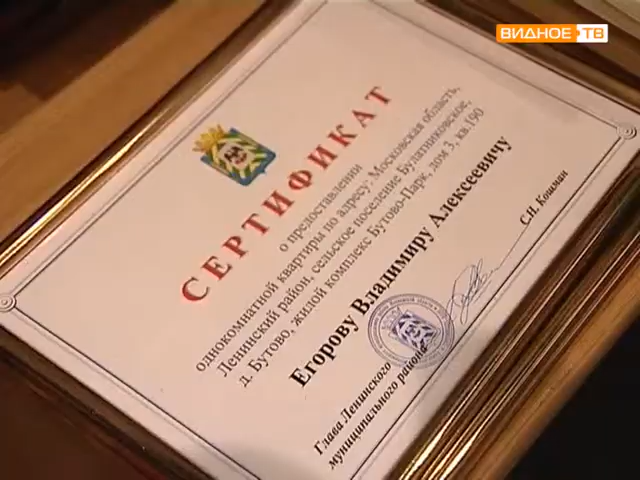 ВИДНОЕ ТВ
СЕРТИФИКАТ
о предоставлении
однокомнатной квартиры по адресу: Московская область,
Ленинский район, сельское поселение Булатниковское,
д. Бутово, жилой комплекс Бутово-Парк, дом 3, кв.190
Егорову Владимиру Алексеевичу
Глава Ленинского
муниципального района
С.Н. Кошман